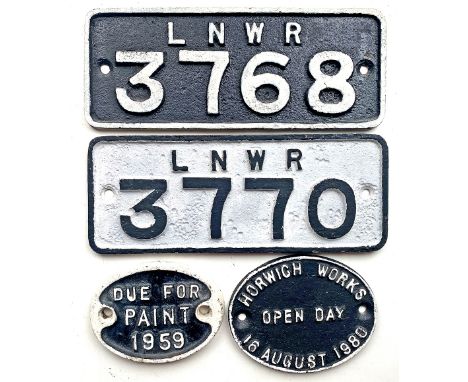 LNWR
3768
LNWR
3770
DUE FOR
PAINT
1959
HORWICH WORKS
OPEN DAY
16 AUGUST 1980